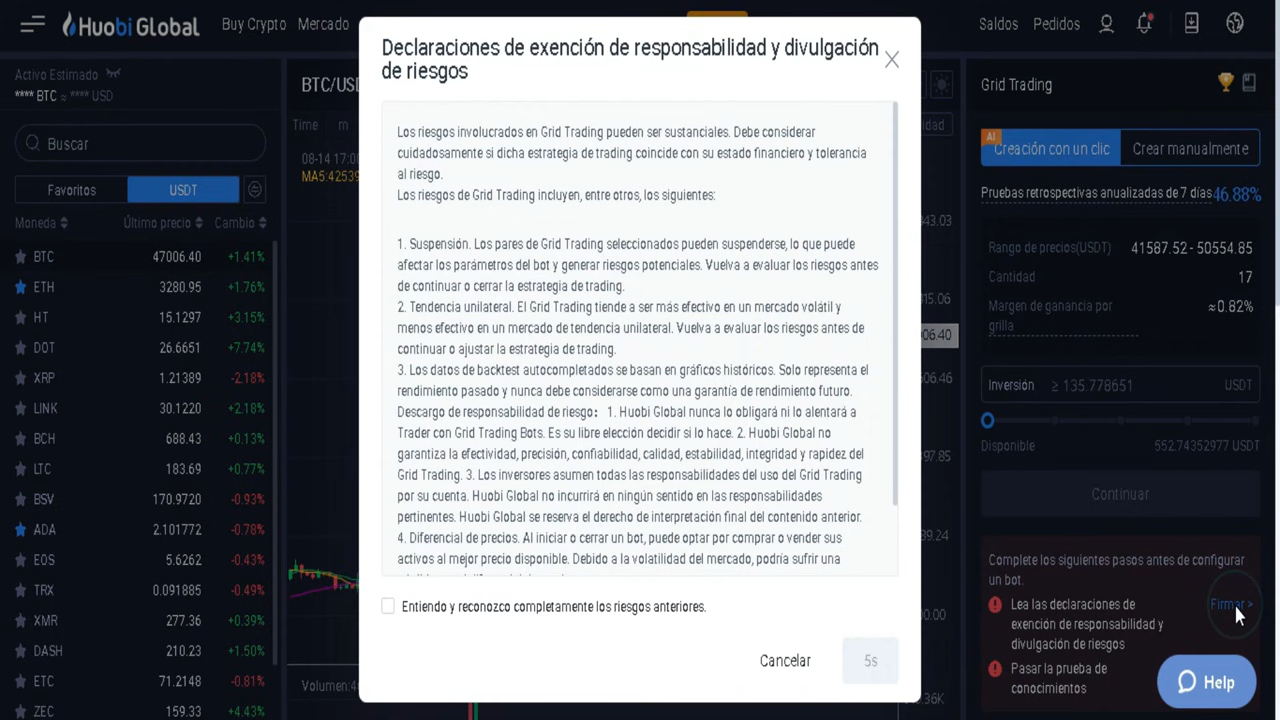 Huobi Global
Buy Crypto
Mercado
Saldos
Pedidos
Activo Estimado
**** BTC ≈ **** USD
Buscar
Favoritos
USDT
Moneda
Último precio
Cambio
BTC 47006.40 +1.41%
ETH 3280.95 +1.76%
HT 15.1297 +3.15%
DOT 26.6651 +7.74%
XRP 1.21389 -2.18%
LINK 30.1220 +2.18%
BCH 688.43 +0.13%
LTC 183.69 +0.77%
BSV 170.9720 -0.93%
ADA 2.101772 -0.78%
EOS 5.6262 -0.43%
TRX 0.091885 -0.49%
XMR 277.36 +0.39%
DASH 210.23 +1.50%
ETC 71.2148 -0.81%
ZEC 159.33 +4.43%
BTC/USD
Time m
08-14 17:00
MA5:42539
Declaraciones de exención de responsabilidad y divulgación
de riesgos
Los riesgos involucrados en Grid Trading pueden ser sustanciales. Debe considerar
cuidadosamente si dicha estrategia de trading coincide con su estado financiero y tolerancia
al riesgo.
Los riesgos de Grid Trading incluyen, entre otros, los siguientes:
1. Suspensión. Los pares de Grid Trading seleccionados pueden suspenderse, lo que puede
afectar los parámetros del bot y generar riesgos potenciales. Vuelva a evaluar los riesgos antes
de continuar o cerrar la estrategia de trading.
2. Tendencia unilateral. El Grid Trading tiende a ser más efectivo en un mercado volátil y
menos efectivo en un mercado de tendencia unilateral. Vuelva a evaluar los riesgos antes de
continuar o ajustar la estrategia de trading.
3. Los datos de backtest autocompletados se basan en gráficos históricos. Solo representa el
rendimiento pasado y nunca debe considerarse como una garantía de rendimiento futuro.
Descargo de responsabilidad de riesgo： 1. Huobi Global nunca lo obligará ni lo alentará a
Trader con Grid Trading Bots. Es su libre elección decidir si lo hace. 2. Huobi Global no
garantiza la efectividad, precisión, confiabilidad, calidad, estabilidad, integridad y rapidez del
Grid Trading. 3. Los inversores asumen todas las responsabilidades del uso del Grid Trading
por su cuenta. Huobi Global no incurrirá en ningún sentido en las responsabilidades
pertinentes. Huobi Global se reserva el derecho de interpretación final del contenido anterior.
4. Diferencial de precios. Al iniciar o cerrar un bot, puede optar por comprar o vender sus
activos al mejor precio disponible. Debido a la volatilidad del mercado, podría sufrir una
Entiendo y reconozco completamente los riesgos anteriores.
Cancelar
5s
Grid Trading
AI
Creación con un clic
Crear manualmente
Pruebas retrospectivas anualizadas de 7 días 46.88%
Rango de precios(USDT) 41587.52 - 50554.85
Cantidad 17
Margen de ganancia por
grilla ≈0.82%
Inversión ≥ 135.778651 USDT
Disponible 552.74352977 USDT
Continuar
Complete los siguientes pasos antes de configurar
un bot.
Lea las declaraciones de
exención de responsabilidad y
divulgación de riesgos
Firmar >
Pasar la prueba de
conocimientos
Help